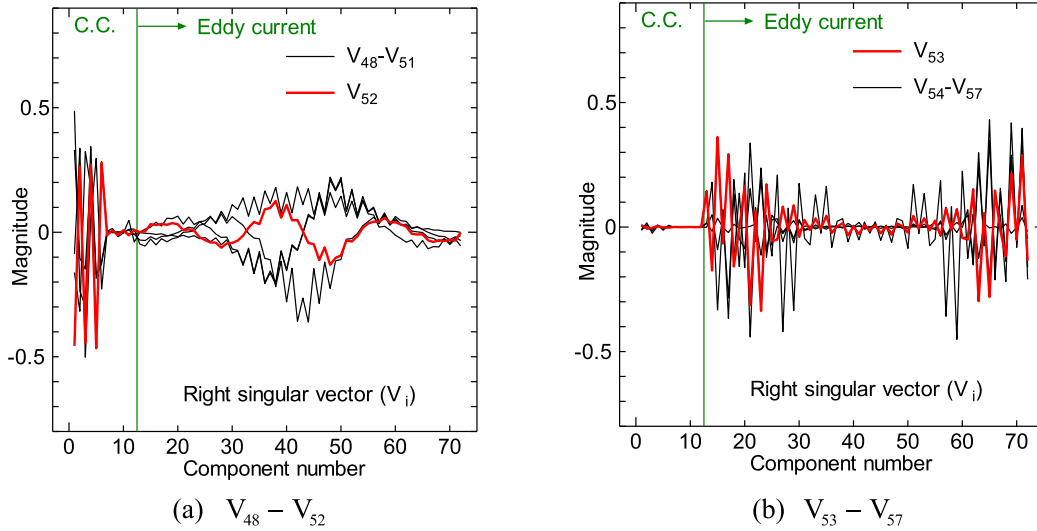 C.C. Eddy current
V48-V51
V52
0.5
0
-0.5
Magnitude
Right singular vector (V i)
0 10 20 30 40 50 60 70
Component number
(a) V48 – V52
C.C. Eddy current
V53
V54-V57
0.5
0
-0.5
Magnitude
Right singular vector (V i)
0 10 20 30 40 50 60 70
Component number
(b) V53 – V57